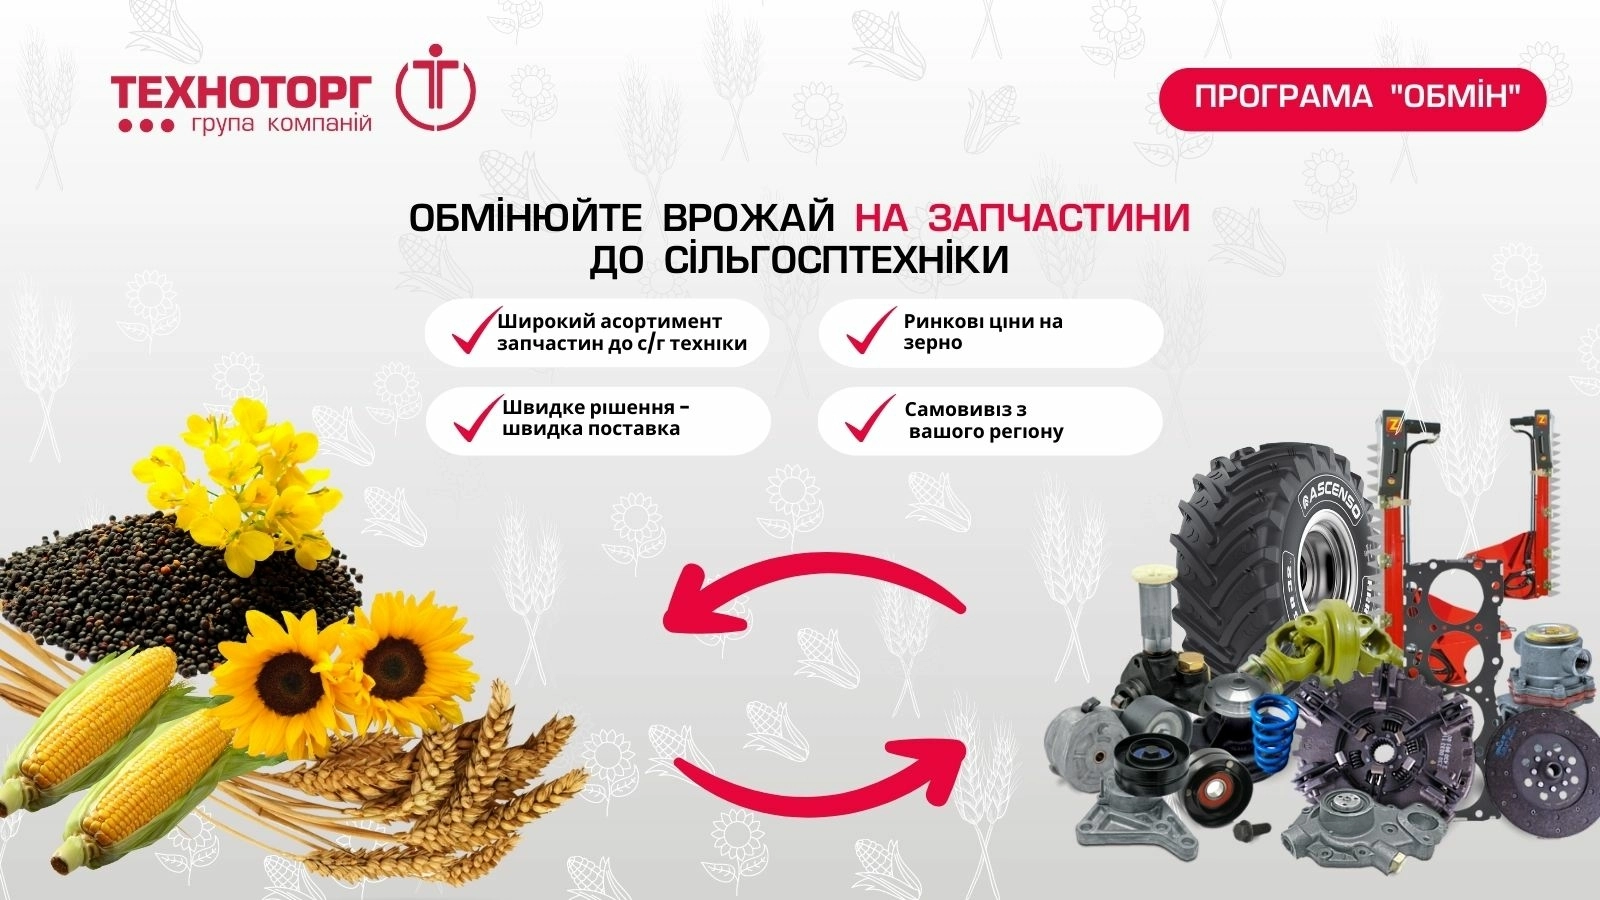 ТЕХНОТОРГ
група компаній
ПРОГРАМА "ОБМІН"
ОБМІНЮЙТЕ ВРОЖАЙ НА ЗАПЧАСТИНИ
ДО СІЛЬГОСПТЕХНІКИ
Широкий асортимент
запчастин до с/г техніки
Ринкові ціни на
зерно
Швидке рішення -
швидка поставка
Самовивіз з
вашого регіону
ASCENSO